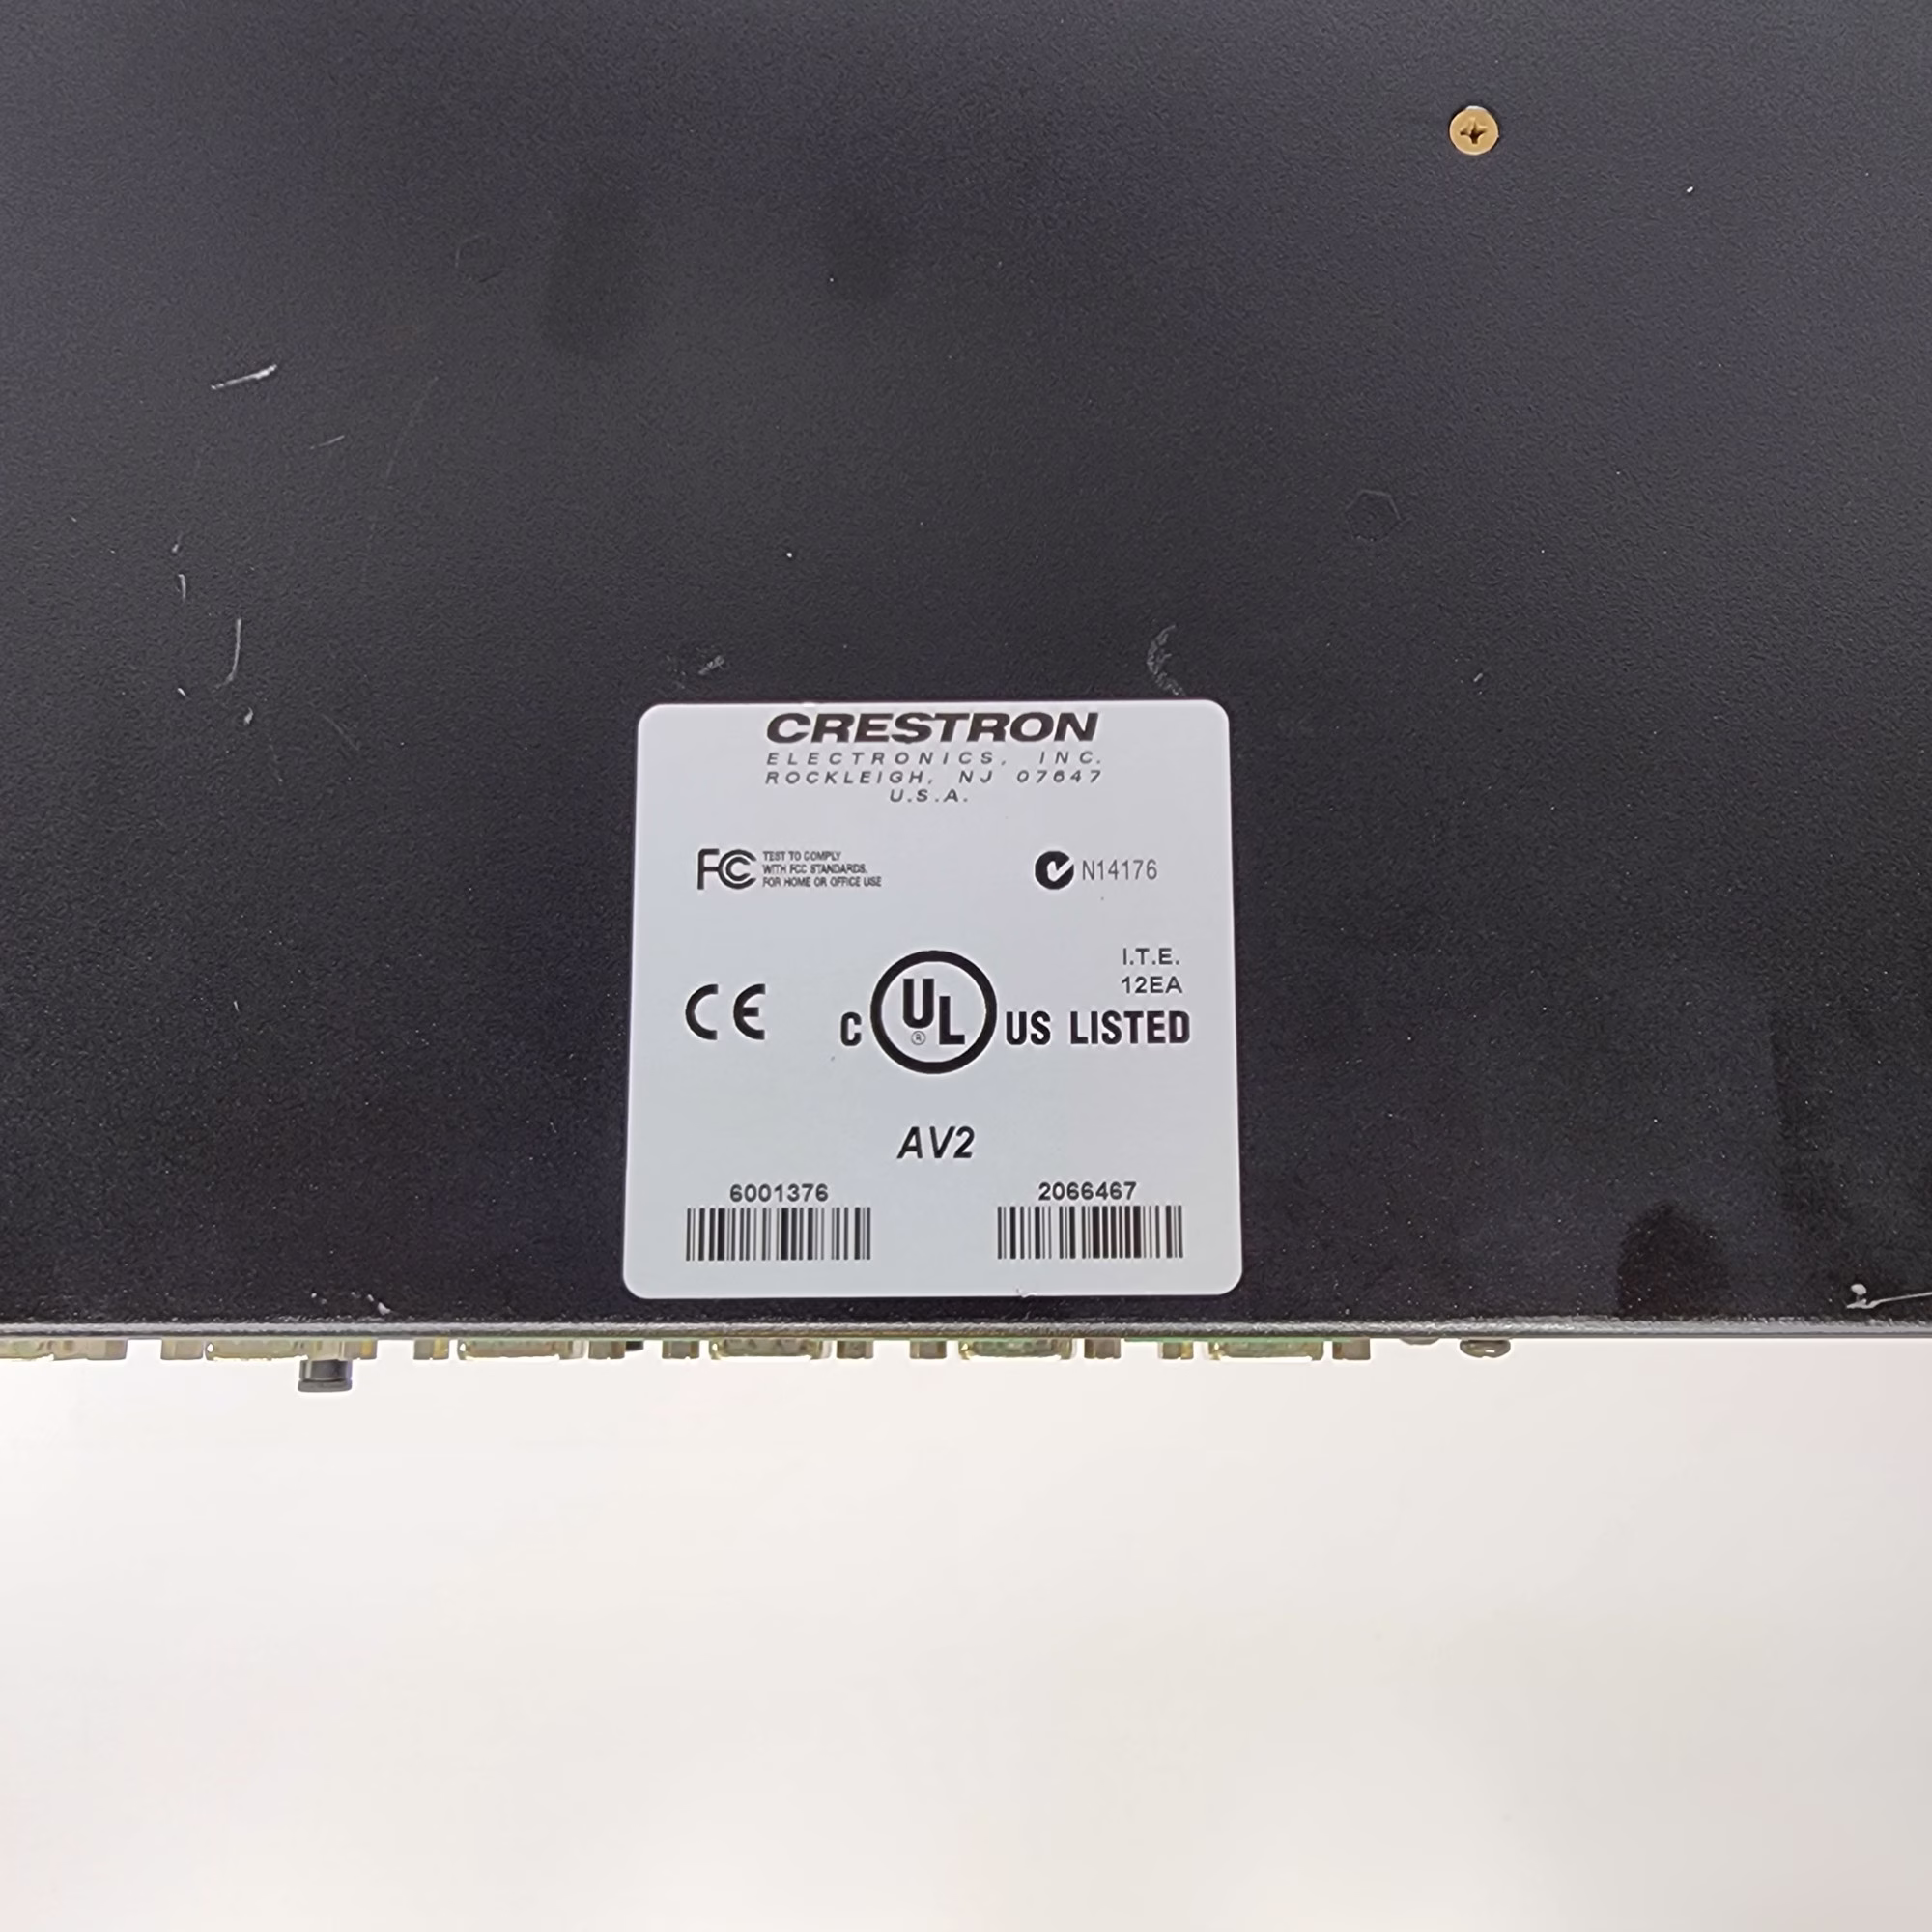 CRESTRON
ELECTRONICS, INC.
ROCKLEIGH, NJ 07647
U.S.A.
FC TEST TO COMPLY
WITH FCC STANDARDS.
FOR HOME OR OFFICE USE
N14176
I.T.E.
12EA
CE
C UL ® US LISTED
AV2
6001376
2066467